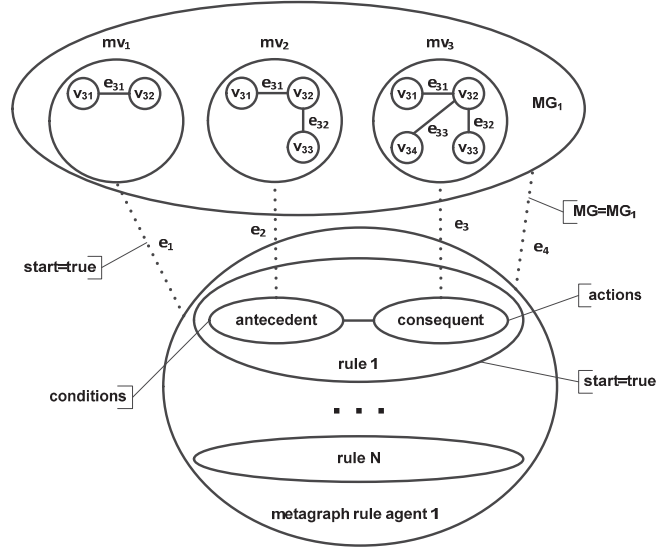 mv₁ mv₂ mv₃
v₃₁ e₃₁ v₃₂ v₃₁ e₃₁ v₃₂ v₃₁ e₃₁ v₃₂
MG₁
e₃₂ e₃₃ e₃₂
v₃₃ v₃₄ v₃₃
MG=MG₁
e₁ e₂ e₃ e₄
start=true
actions
antecedent consequent
rule 1
start=true
conditions
. . .
rule N
metagraph rule agent 1